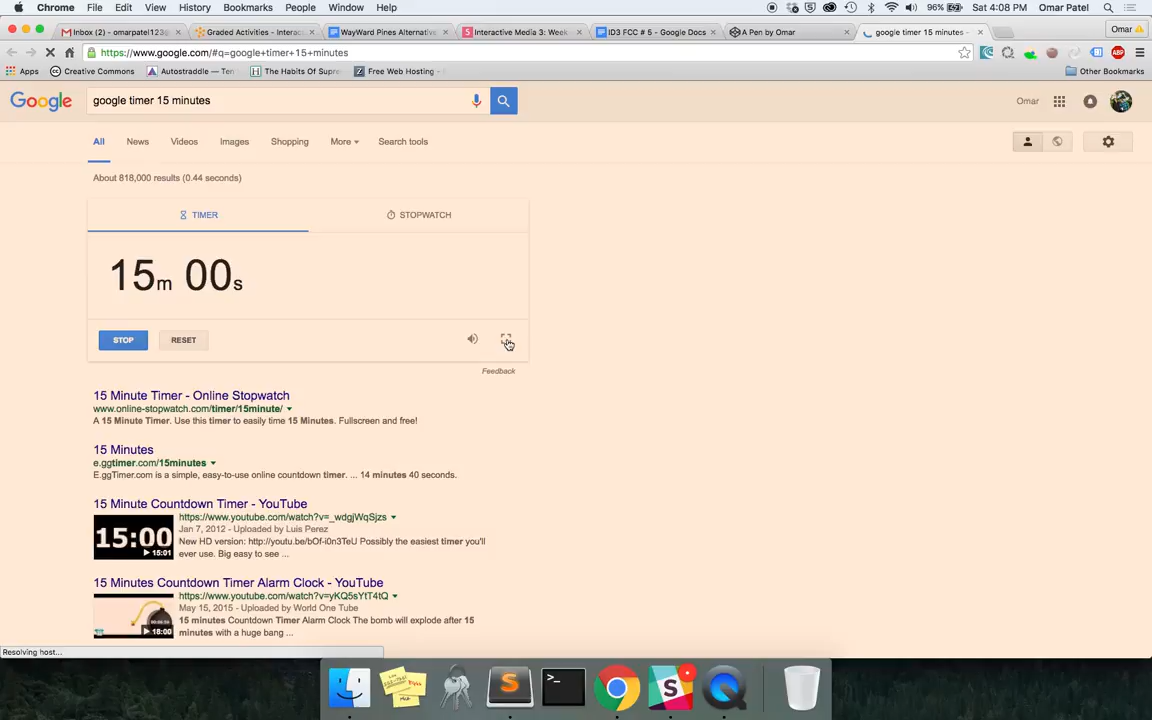 Chrome File Edit View History Bookmarks People Window Help 96% Sat 4:08 PM Omar Patel
Inbox (2) - omarpatel123@ Graded Activities - Interac WayWard Pines Alternative Interactive Media 3: Week ID3 FCC # 5 - Google Docs A Pen by Omar google timer 15 minutes - Omar
https://www.google.com/#q=google+timer+15+minutes
Apps Creative Commons Autostraddle — Ten The Habits Of Supre Free Web Hosting - Other Bookmarks
Google google timer 15 minutes Omar
All News Videos Images Shopping More Search tools
About 818,000 results (0.44 seconds)
TIMER STOPWATCH
15m 00s
STOP RESET
Feedback
15 Minute Timer - Online Stopwatch
www.online-stopwatch.com/timer/15minute/
A 15 Minute Timer. Use this timer to easily time 15 Minutes. Fullscreen and free!
15 Minutes
e.ggtimer.com/15minutes
E.ggTimer.com is a simple, easy-to-use online countdown timer. ... 14 minutes 40 seconds.
15 Minute Countdown Timer - YouTube
https://www.youtube.com/watch?v=_wdgjWqSjzs
Jan 7, 2012 - Uploaded by Luis Perez
New HD version: http://youtu.be/bOf-i0n3TeU Possibly the easiest timer you'll
ever use. Big easy to see ...
15:00
15:01
15 Minutes Countdown Timer Alarm Clock - YouTube
https://www.youtube.com/watch?v=yKQ5sYtT4tQ
May 15, 2015 - Uploaded by World One Tube
15 minutes Countdown Timer Alarm Clock The bomb will explode after 15
minutes with a huge bang ...
18:00
Resolving host...